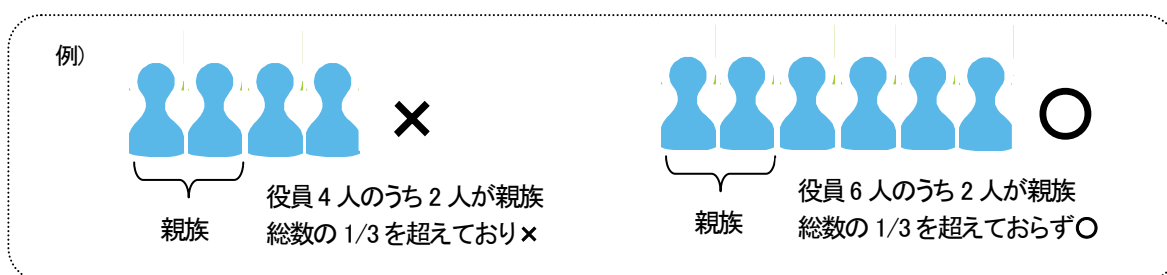 例）
×
親族
役員4人のうち2人が親族
総数の1/3を超えており×
○
親族
役員6人のうち2人が親族
総数の1/3を超えておらず○